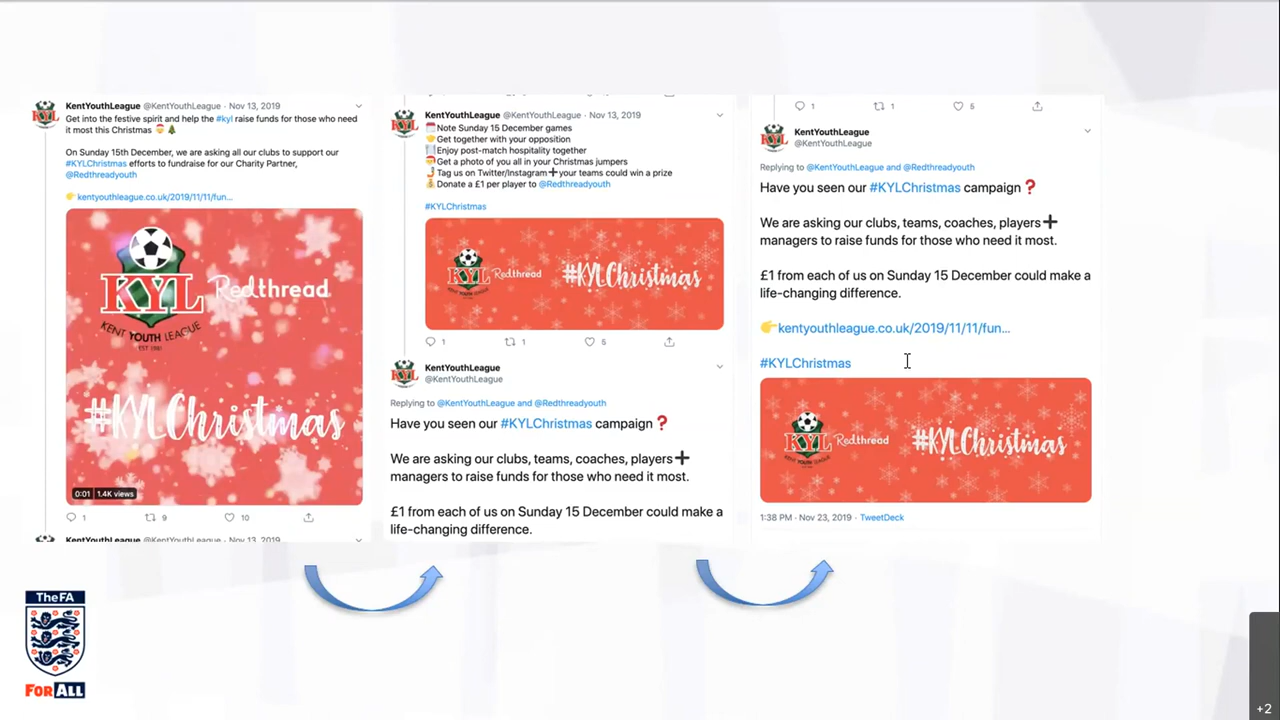 KentYouthLeague @KentYouthLeague · Nov 13, 2019
Get into the festive spirit and help the #kyl raise funds for those who need
it most this Christmas 🎅 🎄
On Sunday 15th December, we are asking all our clubs to support our
#KYLChristmas efforts to fundraise for our Charity Partner,
@Redthreadyouth
👉 kentyouthleague.co.uk/2019/11/11/fun...
KYL Redthread
KENT YOUTH LEAGUE
#KYLChristmas
0:01 1.4K views
1 9 10
KentYouthLeague @KentYouthLeague · Nov 13, 2019
KentYouthLeague @KentYouthLeague · Nov 13, 2019
🗓️Note Sunday 15 December games
🤝Get together with your opposition
🍽️Enjoy post-match hospitality together
🎅Get a photo of you all in your Christmas jumpers
🤳Tag us on Twitter/Instagram➕your teams could win a prize
💰Donate a £1 per player to @Redthreadyouth
#KYLChristmas
KYL Redthread #KYLChristmas
1 1 5
KentYouthLeague
@KentYouthLeague
Replying to @KentYouthLeague and @Redthreadyouth
Have you seen our #KYLChristmas campaign❓
We are asking our clubs, teams, coaches, players➕
managers to raise funds for those who need it most.
£1 from each of us on Sunday 15 December could make a
life-changing difference.
1 1 5
KentYouthLeague
@KentYouthLeague
Replying to @KentYouthLeague and @Redthreadyouth
Have you seen our #KYLChristmas campaign❓
We are asking our clubs, teams, coaches, players➕
managers to raise funds for those who need it most.
£1 from each of us on Sunday 15 December could make a
life-changing difference.
👉kentyouthleague.co.uk/2019/11/11/fun...
#KYLChristmas
KYL Redthread #KYLChristmas
1:38 PM · Nov 23, 2019 · TweetDeck
The FA
FOR ALL
+2